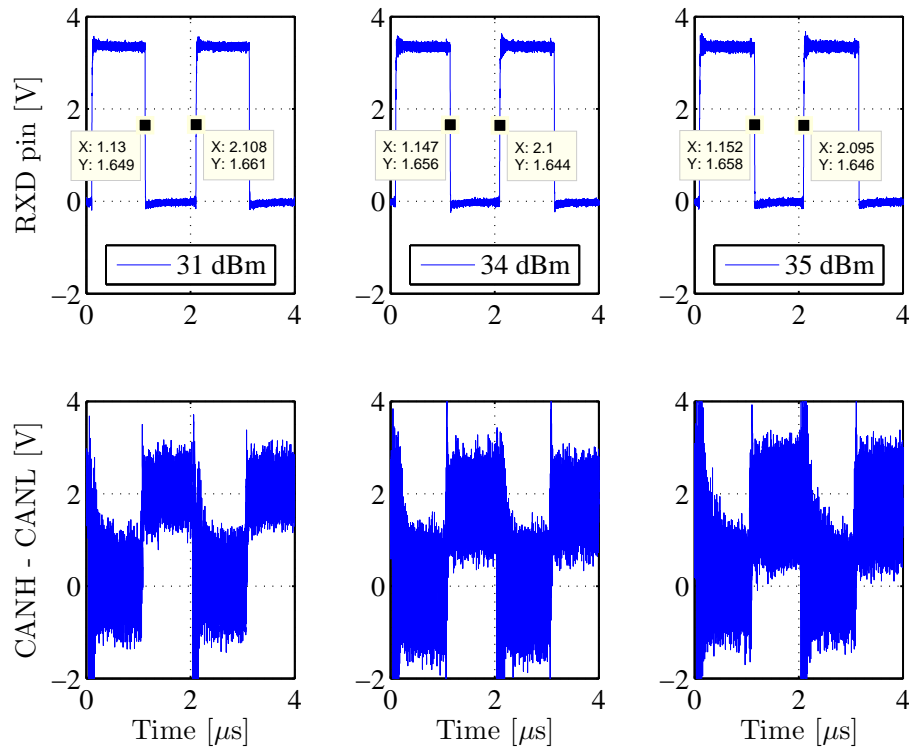 4
2
0
−2
RXD pin [V]
X: 1.13
Y: 1.649
X: 2.108
Y: 1.661
31 dBm
0 2 4
4
2
0
−2
X: 1.147
Y: 1.656
X: 2.1
Y: 1.644
34 dBm
0 2 4
4
2
0
−2
X: 1.152
Y: 1.658
X: 2.095
Y: 1.646
35 dBm
0 2 4
4
2
0
−2
CANH - CANL [V]
0 2 4
Time [μs]
4
2
0
−2
0 2 4
Time [μs]
4
2
0
−2
0 2 4
Time [μs]